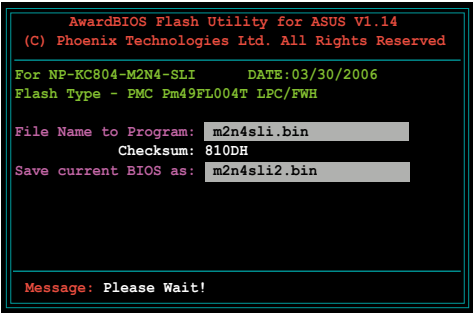 AwardBIOS Flash Utility for ASUS V1.14
(C) Phoenix Technologies Ltd. All Rights Reserved
For NP-KC804-M2N4-SLI DATE:03/30/2006
Flash Type - PMC Pm49FL004T LPC/FWH
File Name to Program: m2n4sli.bin
Checksum: 810DH
Save current BIOS as: m2n4sli2.bin
Message: Please Wait!